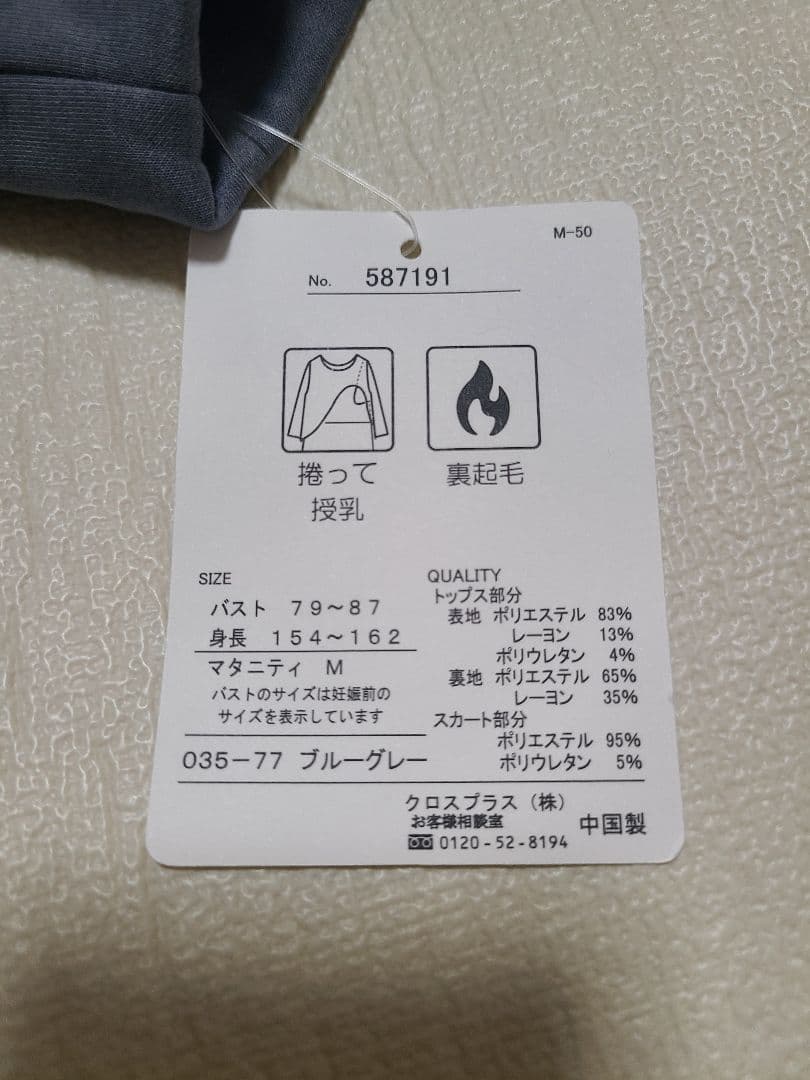 M-50
No. 587191
捲って
授乳
裏起毛
SIZE
バスト 79～87
身長 154～162
マタニティ M
バストのサイズは妊娠前の
サイズを表示しています
035-77 ブルーグレー
QUALITY
トップス部分
表地 ポリエステル 83%
レーヨン 13%
ポリウレタン 4%
裏地 ポリエステル 65%
レーヨン 35%
スカート部分
ポリエステル 95%
ポリウレタン 5%
クロスプラス（株）
お客様相談室
0120-52-8194
中国製